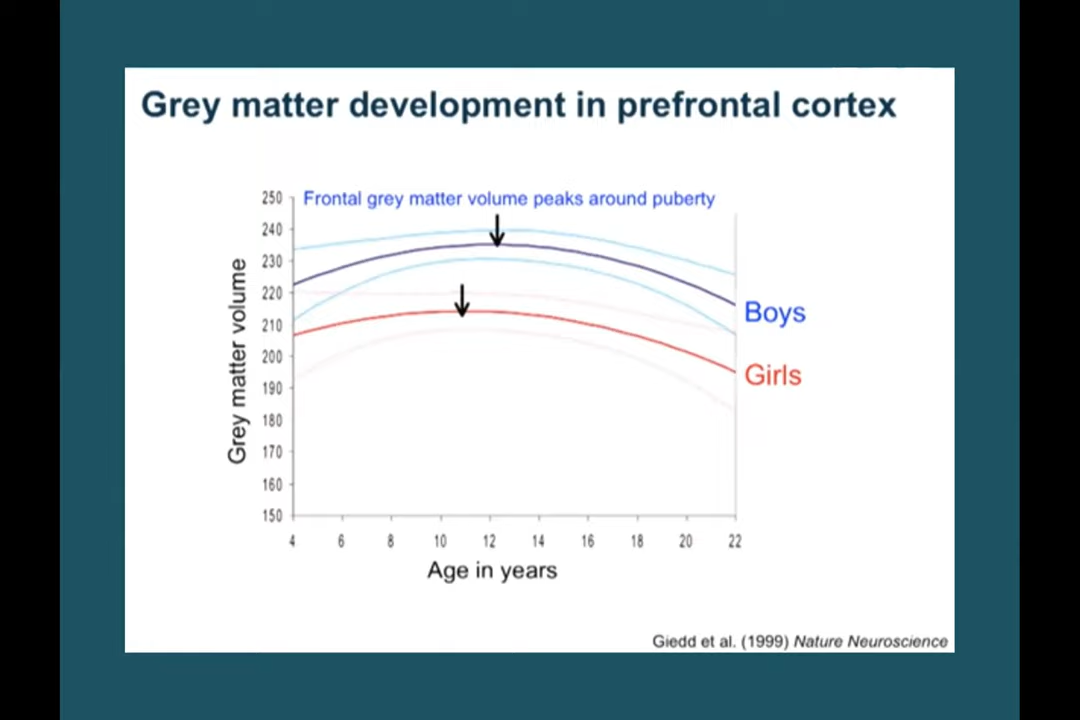 Grey matter development in prefrontal cortex
Frontal grey matter volume peaks around puberty
250
240
230
220
210
200
190
180
170
160
150
Grey matter volume
Boys
Girls
4 6 8 10 12 14 16 18 20 22
Age in years
Giedd et al. (1999) Nature Neuroscience